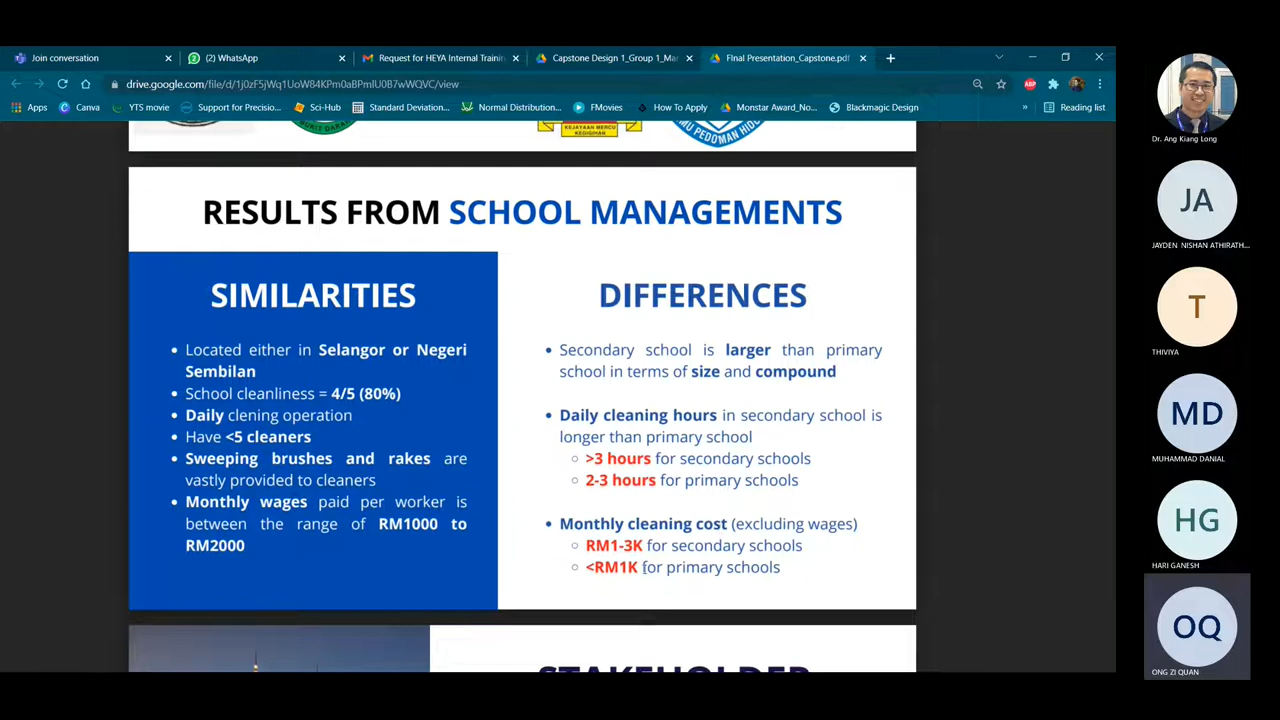 Join conversation
(2) WhatsApp
Request for HEYA Internal Trainin
Capstone Design 1_Group 1_Mar
Final Presentation_Capstone.pdf
drive.google.com/file/d/1j0zF5jWq1UoW84KPm0aBPmIU0B7wWQVC/view
Apps
Canva
YTS movie
Support for Precisio...
Sci-Hub
Standard Deviation...
Normal Distribution...
FMovies
How To Apply
Monstar Award_No...
Blackmagic Design
»
Reading list
KEJAYAAN MERCU
KEGIGIHAN
RESULTS FROM SCHOOL MANAGEMENTS
SIMILARITIES
Located either in Selangor or Negeri
Sembilan
School cleanliness = 4/5 (80%)
Daily clening operation
Have <5 cleaners
Sweeping brushes and rakes are
vastly provided to cleaners
Monthly wages paid per worker is
between the range of RM1000 to
RM2000
DIFFERENCES
Secondary school is larger than primary
school in terms of size and compound
Daily cleaning hours in secondary school is
longer than primary school
>3 hours for secondary schools
2-3 hours for primary schools
Monthly cleaning cost (excluding wages)
RM1-3K for secondary schools
<RM1K for primary schools
STAKEHOLDER
Dr. Ang Kiang Long
JA
JAYDEN NISHAN ATHIRATH...
T
THIVIYA
MD
MUHAMMAD DANIAL
HG
HARI GANESH
OQ
ONG ZI QUAN